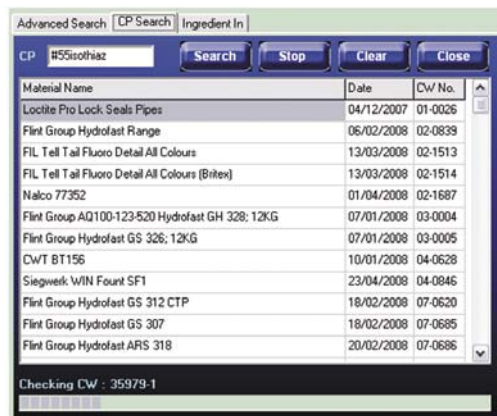 Advanced Search CP Search Ingredient In
CP #55isothiaz Search Stop Clear Close
Material Name Date CW No.
Loctite Pro Lock Seals Pipes 04/12/2007 01-0026
Flint Group Hydrofast Range 06/02/2008 02-0839
FIL Tell Tail Fluoro Detail All Colours 13/03/2008 02-1513
FIL Tell Tail Fluoro Detail All Colours (Britex) 13/03/2008 02-1514
Nalco 77352 01/04/2008 02-1687
Flint Group AQ100-123-520 Hydrofast GH 328; 12KG 07/01/2008 03-0004
Flint Group Hydrofast GS 326; 12KG 07/01/2008 03-0005
CWT BT156 10/01/2008 04-0628
Siegwerk WIN Fount SF1 23/04/2008 04-0846
Flint Group Hydrofast GS 312 CTP 18/02/2008 07-0620
Flint Group Hydrofast GS 307 18/02/2008 07-0685
Flint Group Hydrofast ARS 318 20/02/2008 07-0686
Checking CW : 35979-1